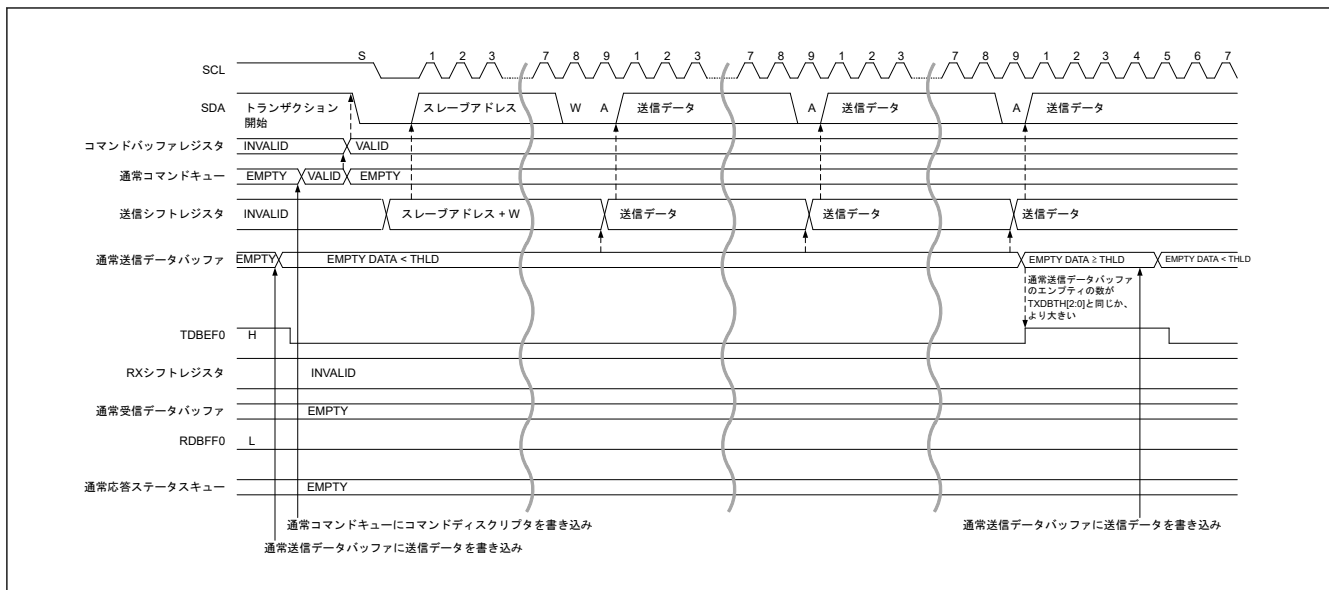 S 1 2 3 7 8 9 1 2 3 7 8 9 1 2 3 7 8 9 1 2 3 4 5 6 7
SCL
SDA トランザクション開始 スレーブアドレス W A 送信データ A 送信データ A 送信データ
コマンドバッファレジスタ INVALID VALID
通常コマンドキュー EMPTY VALID EMPTY
送信シフトレジスタ INVALID スレーブアドレス + W 送信データ 送信データ 送信データ
通常送信データバッファ EMPTY EMPTY DATA < THLD EMPTY DATA ≥ THLD EMPTY DATA < THLD
通常送信データバッファ
のエンプティの数が
TXDBTH[2:0]と同じか、
より大きい
TDBEF0 H
RXシフトレジスタ INVALID
通常受信データバッファ EMPTY
RDBFF0 L
通常応答ステータスキュー EMPTY
通常コマンドキューにコマンドディスクリプタを書き込み 通常送信データバッファに送信データを書き込み
通常送信データバッファに送信データを書き込み